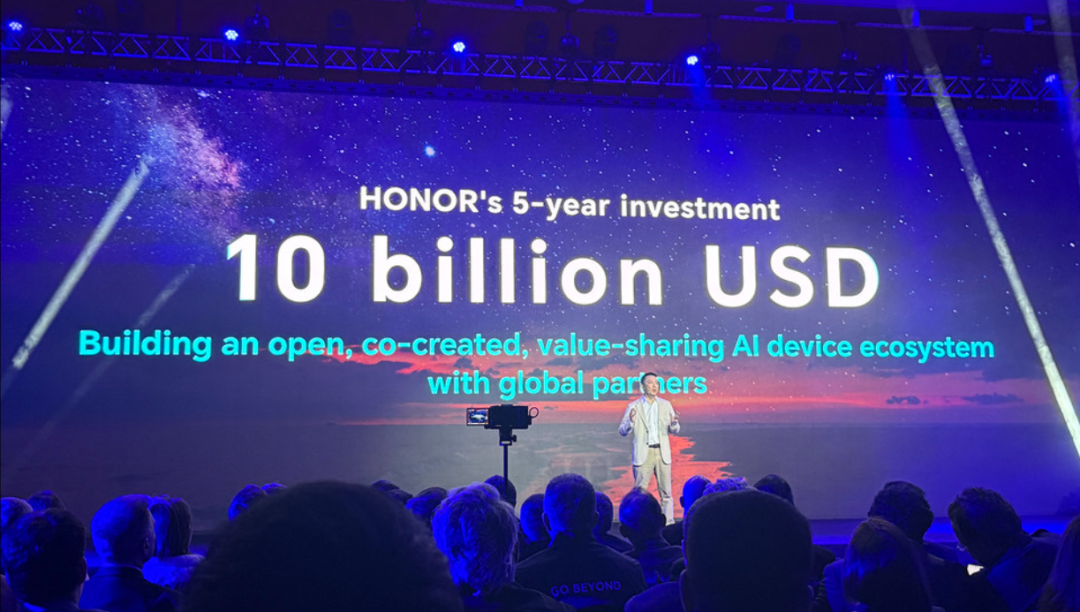 HONOR's 5-year investment
10 billion USD
Building an open, co-created, value-sharing AI device ecosystem
with global partners
GO BEYOND